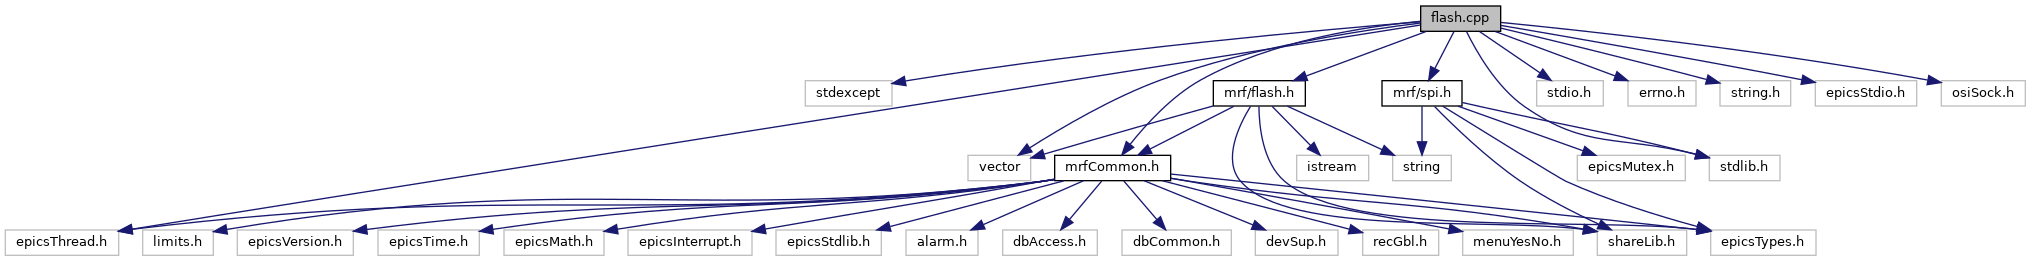 flash.cpp
stdexcept
mrf/flash.h
mrf/spi.h
stdio.h
errno.h
string.h
epicsStdio.h
osiSock.h
vector
mrfCommon.h
istream
string
epicsMutex.h
stdlib.h
epicsThread.h
limits.h
epicsVersion.h
epicsTime.h
epicsMath.h
epicsInterrupt.h
epicsStdlib.h
alarm.h
dbAccess.h
dbCommon.h
devSup.h
recGbl.h
menuYesNo.h
shareLib.h
epicsTypes.h